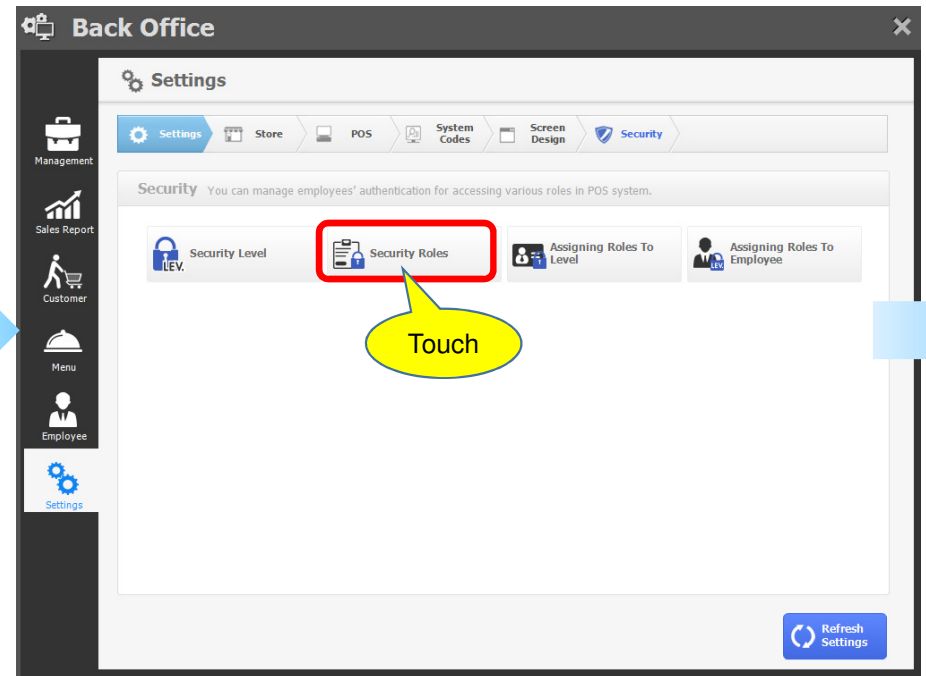 Back Office
Settings
Settings
Store
POS
System
Codes
Screen
Design
Security
Management
Security You can manage employees' authentication for accessing various roles in POS system.
Sales Report
LEV.
Security Level
Security Roles
Assigning Roles To
Level
LEV.
Assigning Roles To
Employee
Customer
Touch
Menu
Employee
Settings
Refresh
Settings